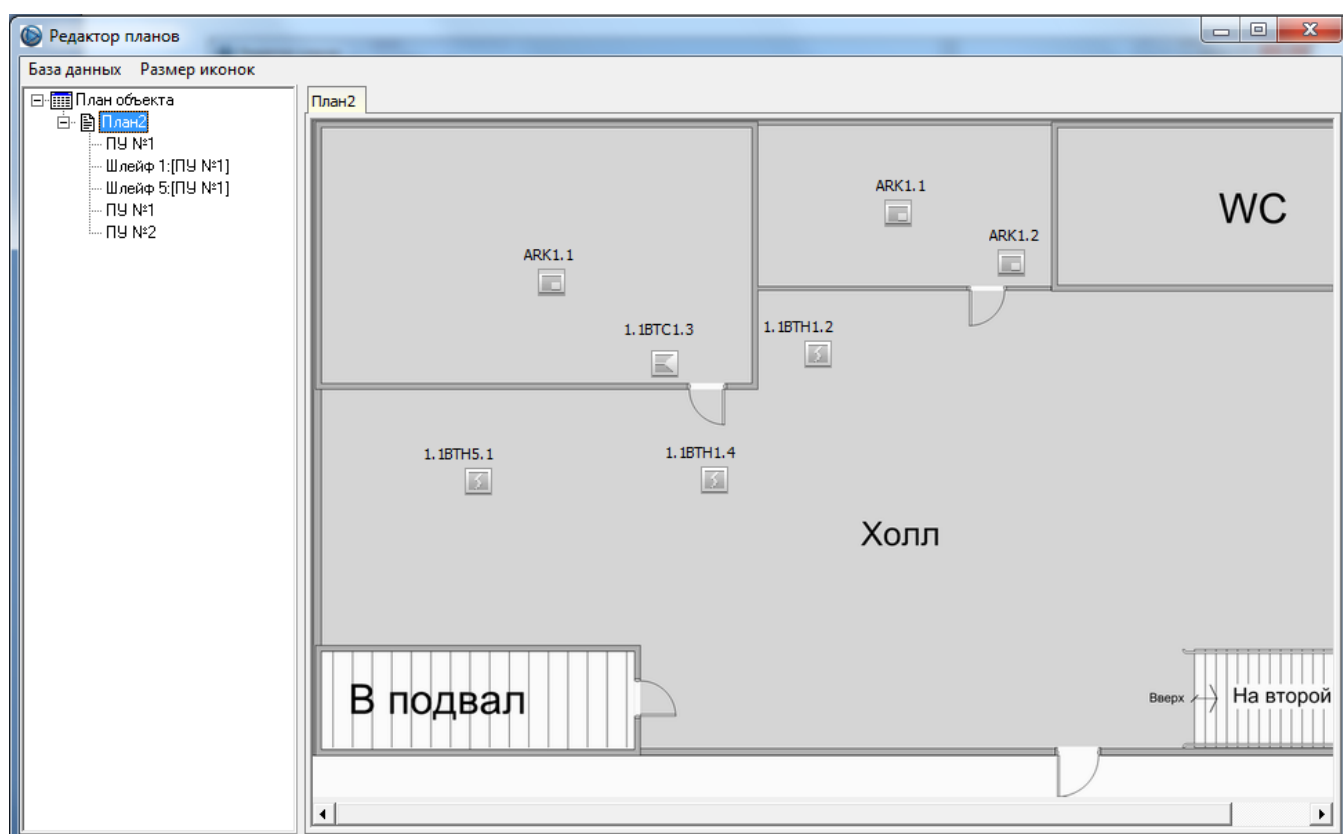 Редактор планов
База данных Размер иконок
План объекта
План2
ПУ №1
Шлейф 1:[ПУ №1]
Шлейф 5:[ПУ №1]
ПУ №1
ПУ №2
План2
ARK1.1
WC
ARK1.2
ARK1.1
1.1BTC1.3
1.1BTH1.2
1.1BTH5.1
1.1BTH1.4
Холл
В подвал
Вверх
На второй